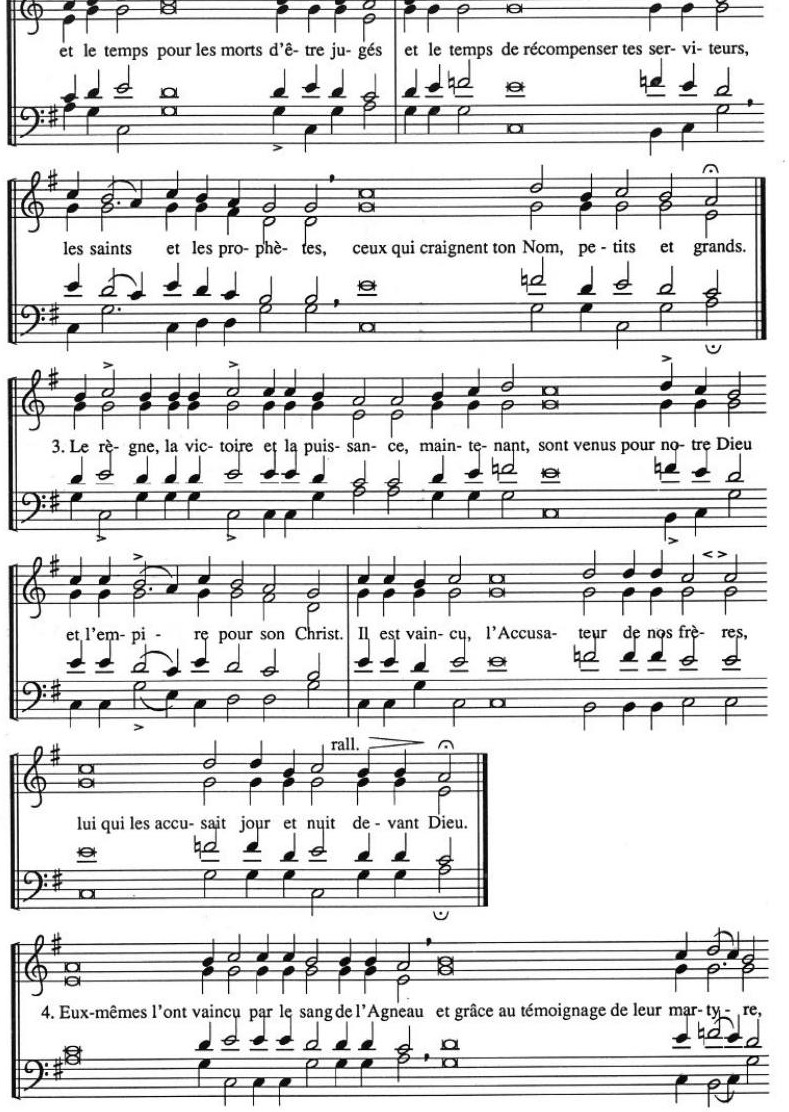 et le temps pour les morts d'ê- tre ju- gés et le temps de récompenser tes ser- vi- teurs,
les saints et les pro- phè- tes, ceux qui craignent ton Nom, pe - tits et grands.
3. Le rè- gne, la vic- toire et la puis- san- ce, main- te- nant, sont venus pour no- tre Dieu
et l'em- pi - re pour son Christ. Il est vain- cu, l'Accusa- teur de nos frè- res,
rall.
lui qui les accu- sait jour et nuit de - vant Dieu.
4. Eux-mêmes l'ont vaincu par le sang de l'Agneau et grâce au témoignage de leur mar- ty - re,